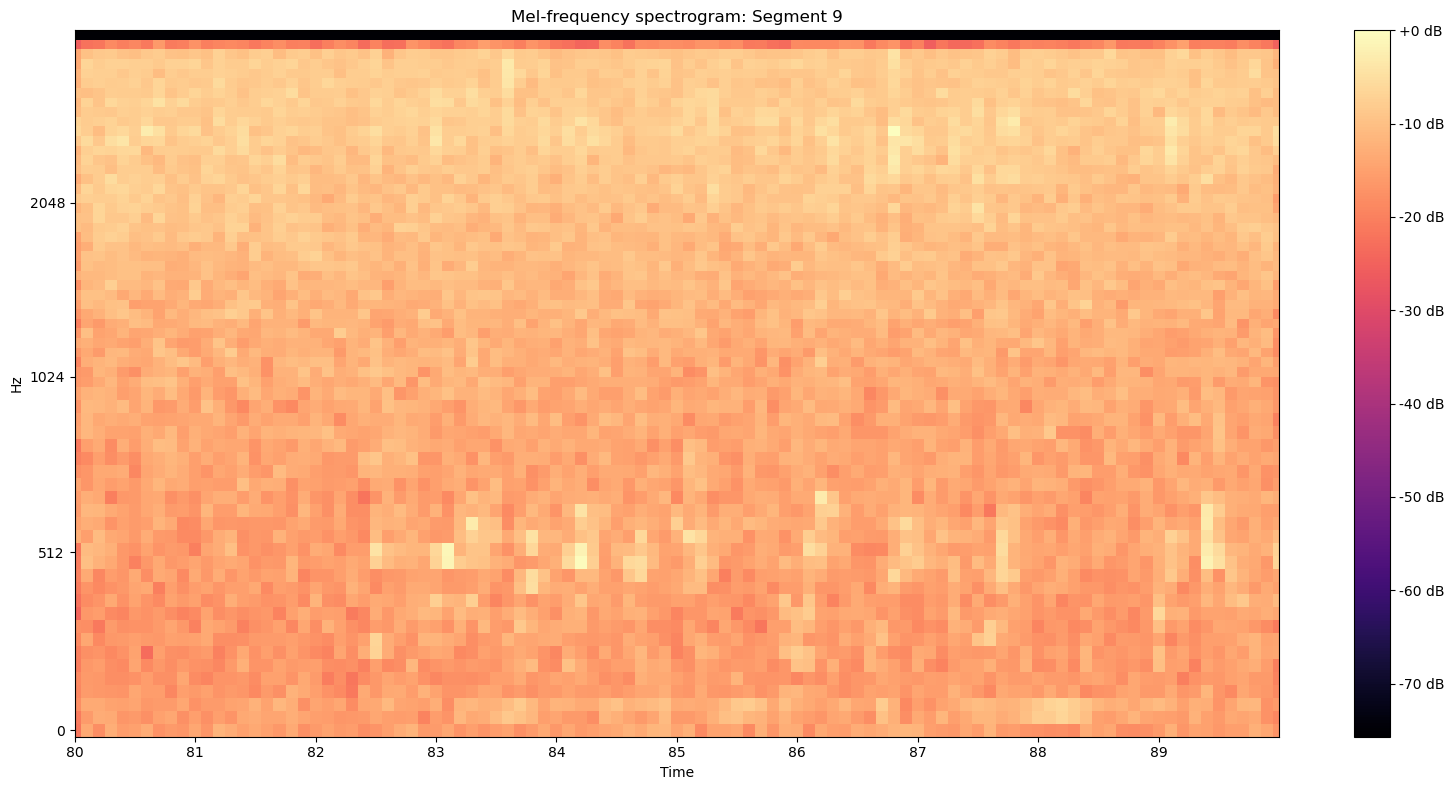 Mel-frequency spectrogram: Segment 9
Hz
2048
1024
512
0
80 81 82 83 84 85 86 87 88 89
Time
+0 dB
-10 dB
-20 dB
-30 dB
-40 dB
-50 dB
-60 dB
-70 dB